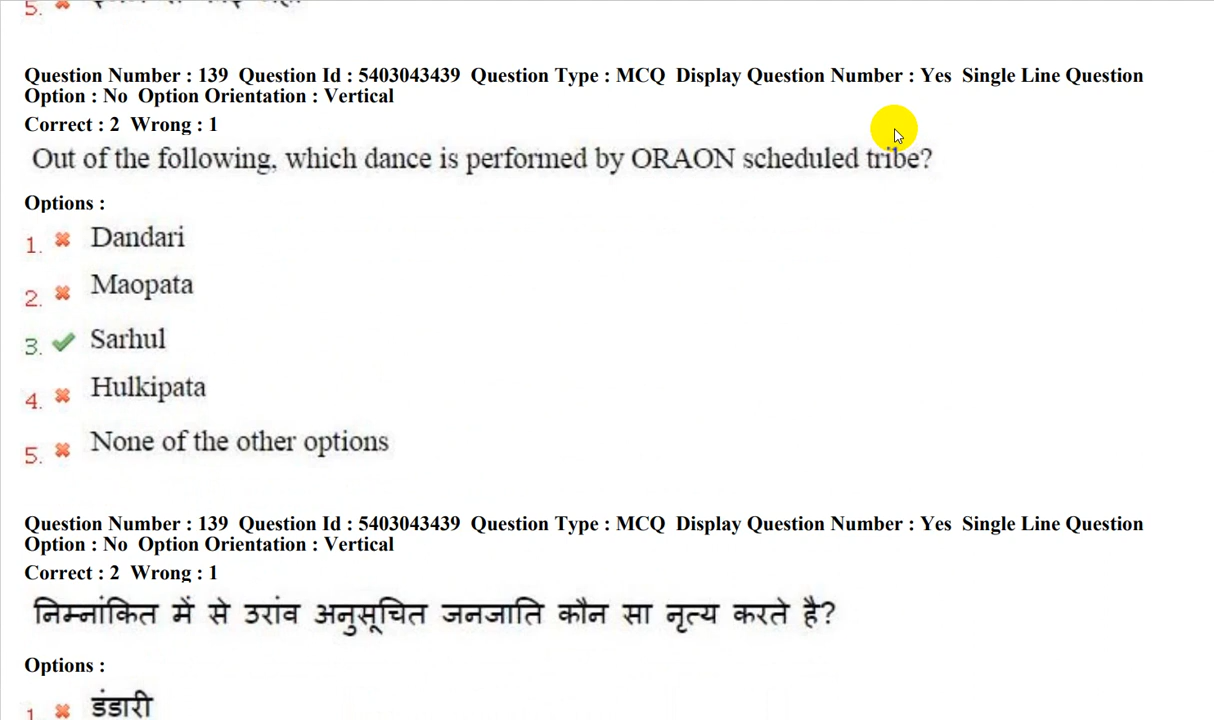 5.
Question Number : 139 Question Id : 5403043439 Question Type : MCQ Display Question Number : Yes Single Line Question
Option : No Option Orientation : Vertical
Correct : 2 Wrong : 1
Out of the following, which dance is performed by ORAON scheduled tribe?
Options :
1. Dandari
2. Maopata
3. Sarhul
4. Hulkipata
5. None of the other options
Question Number : 139 Question Id : 5403043439 Question Type : MCQ Display Question Number : Yes Single Line Question
Option : No Option Orientation : Vertical
Correct : 2 Wrong : 1
निम्नांकित में से उरांव अनुसूचित जनजाति कौन सा नृत्य करते है?
Options :
1. डंडारी